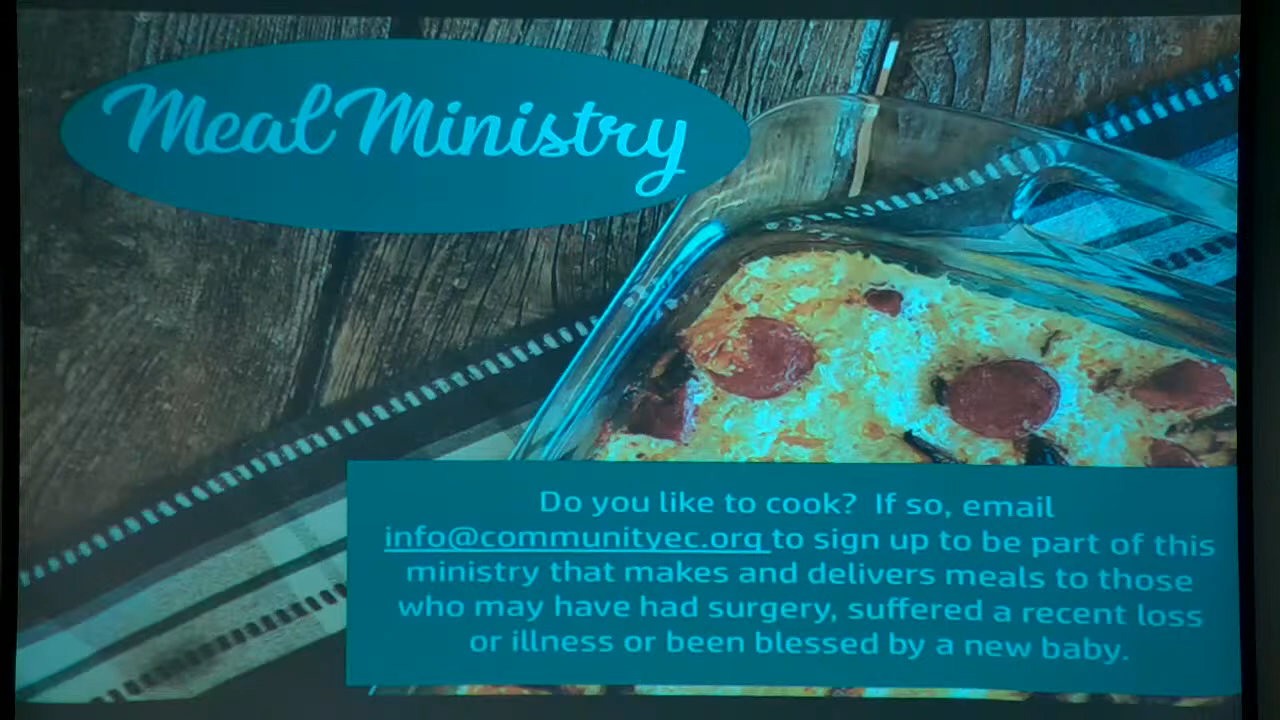 Meal Ministry
Do you like to cook?  If so, email
info@communityec.org to sign up to be part of this
ministry that makes and delivers meals to those
who may have had surgery, suffered a recent loss
or illness or been blessed by a new baby.